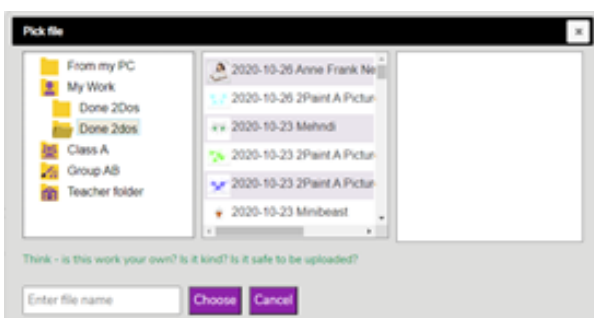 Pick file
From my PC
My Work
Done 2Dos
Done 2dos
Class A
Group AB
Teacher folder
2020-10-26 Anne Frank Ne
2020-10-26 2Paint A Pictur
2020-10-23 Mehndi
2020-10-23 2Paint A Pictur
2020-10-23 2Paint A Pictur
2020-10-23 Minibeast
Think - is this work your own? Is it kind? Is it safe to be uploaded?
Enter file name
Choose
Cancel